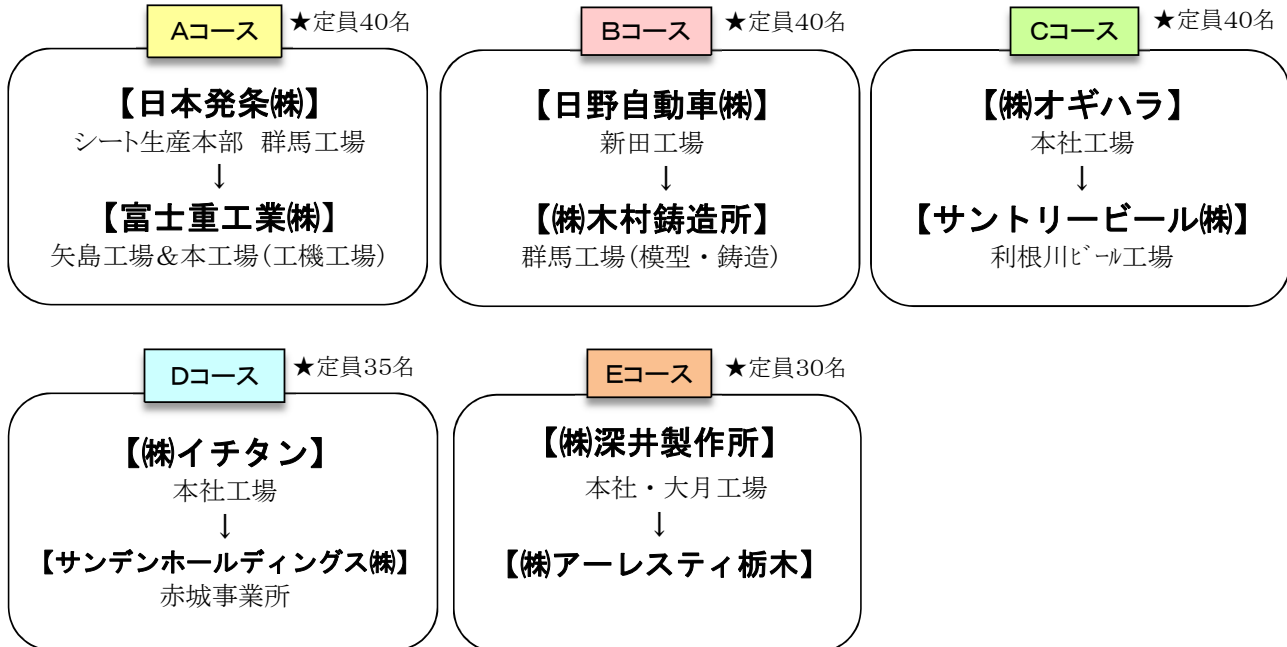 Aコース
★定員40名
【日本発条㈱】
シート生産本部 群馬工場
↓
【富士重工業㈱】
矢島工場&本工場(工機工場)
Bコース
★定員40名
【日野自動車㈱】
新田工場
↓
【㈱木村鋳造所】
群馬工場(模型・鋳造)
Cコース
★定員40名
【㈱オギハラ】
本社工場
↓
【サントリービール㈱】
利根川ﾋﾞｰﾙ工場
Dコース
★定員35名
【㈱イチタン】
本社工場
↓
【サンデンホールディングス㈱】
赤城事業所
Eコース
★定員30名
【㈱深井製作所】
本社・大月工場
↓
【㈱アーレスティ栃木】